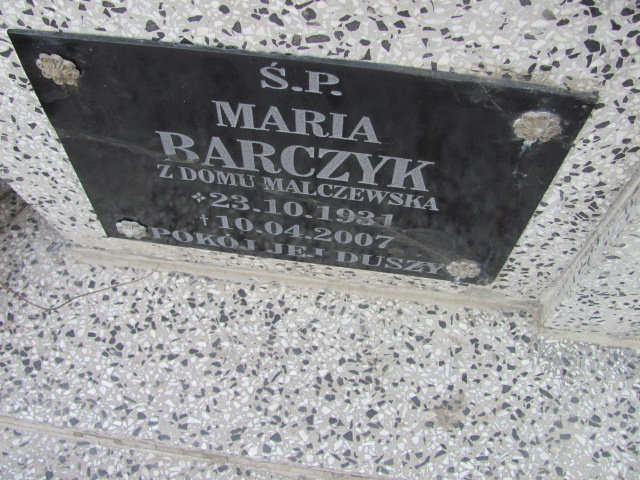 Ś.P.
MARIA
BARCZYK
Z DOMU MALCZEWSKA
* 23.10.1931
† 10.04.2007
POKÓJ JEJ DUSZY